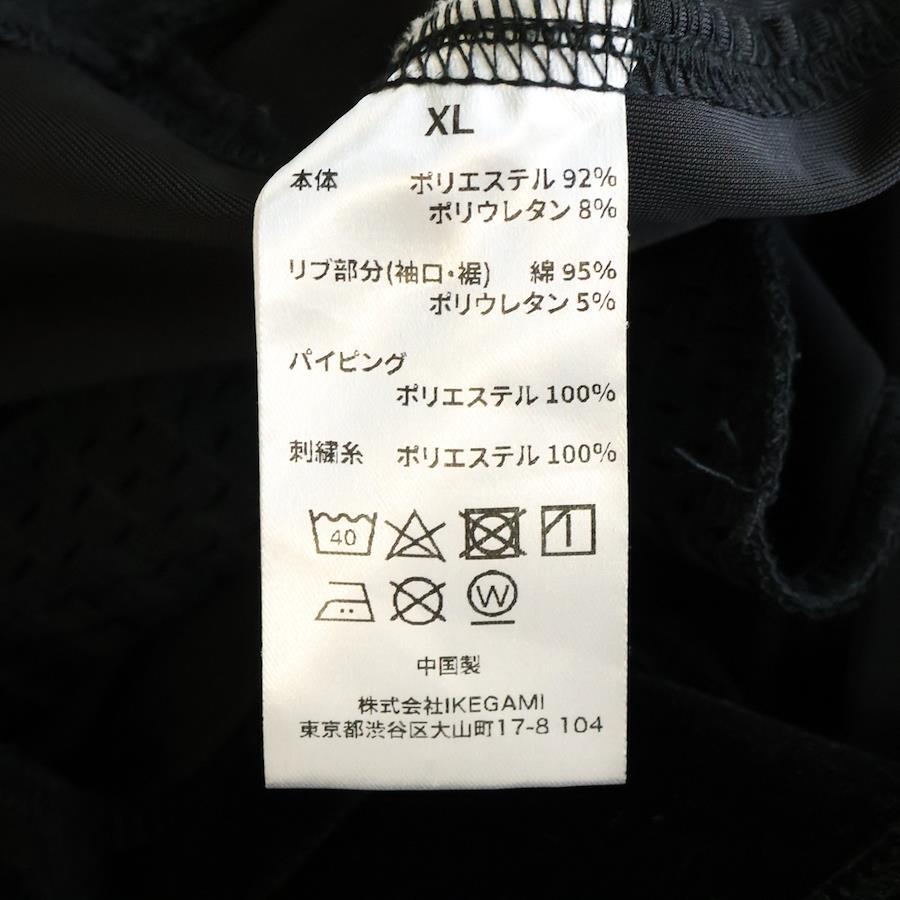 XL
本体 ポリエステル 92%
ポリウレタン 8%
リブ部分(袖口・裾) 綿 95%
ポリウレタン 5%
パイピング
ポリエステル 100%
刺繍糸 ポリエステル 100%
40
W
中国製
株式会社IKEGAMI
東京都渋谷区大山町17-8 104